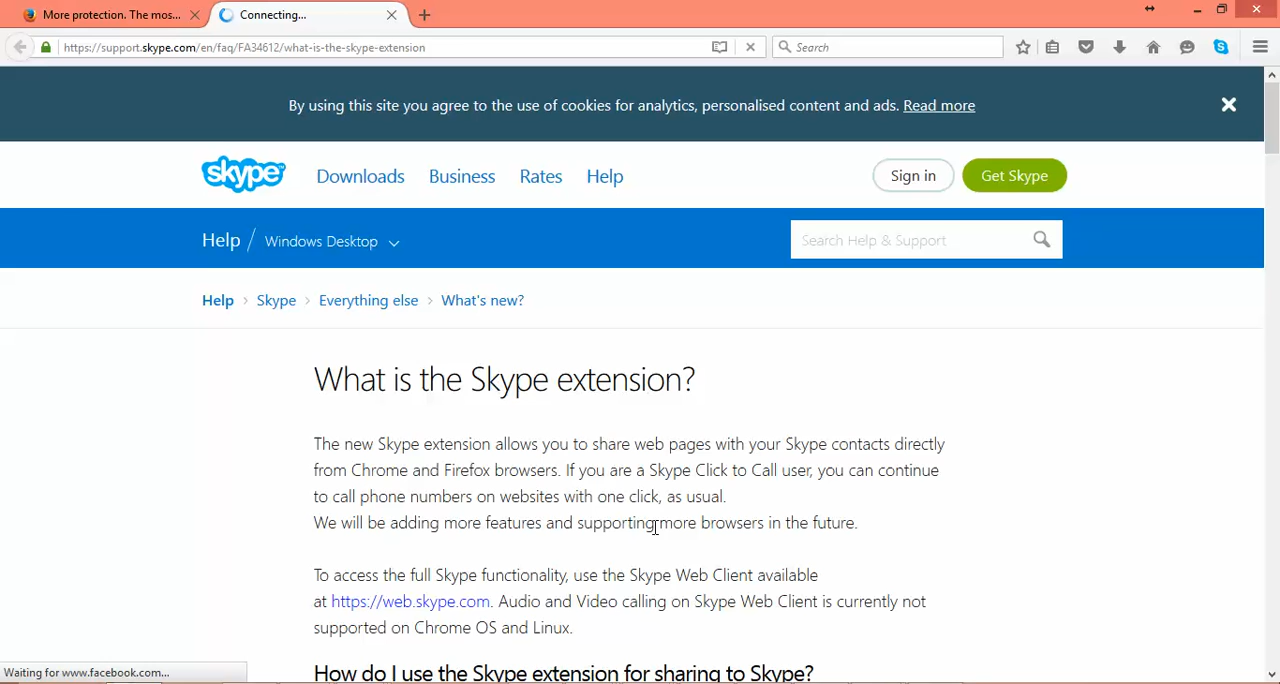 More protection. The mos...
Connecting...
https://support.skype.com/en/faq/FA34612/what-is-the-skype-extension
Search
By using this site you agree to the use of cookies for analytics, personalised content and ads. Read more
skype™
Downloads
Business
Rates
Help
Sign in
Get Skype
Help / Windows Desktop
Search Help & Support
Help > Skype > Everything else > What's new?
What is the Skype extension?
The new Skype extension allows you to share web pages with your Skype contacts directly
from Chrome and Firefox browsers. If you are a Skype Click to Call user, you can continue
to call phone numbers on websites with one click, as usual.
We will be adding more features and supporting more browsers in the future.
To access the full Skype functionality, use the Skype Web Client available
at https://web.skype.com. Audio and Video calling on Skype Web Client is currently not
supported on Chrome OS and Linux.
How do I use the Skype extension for sharing to Skype?
Waiting for www.facebook.com...